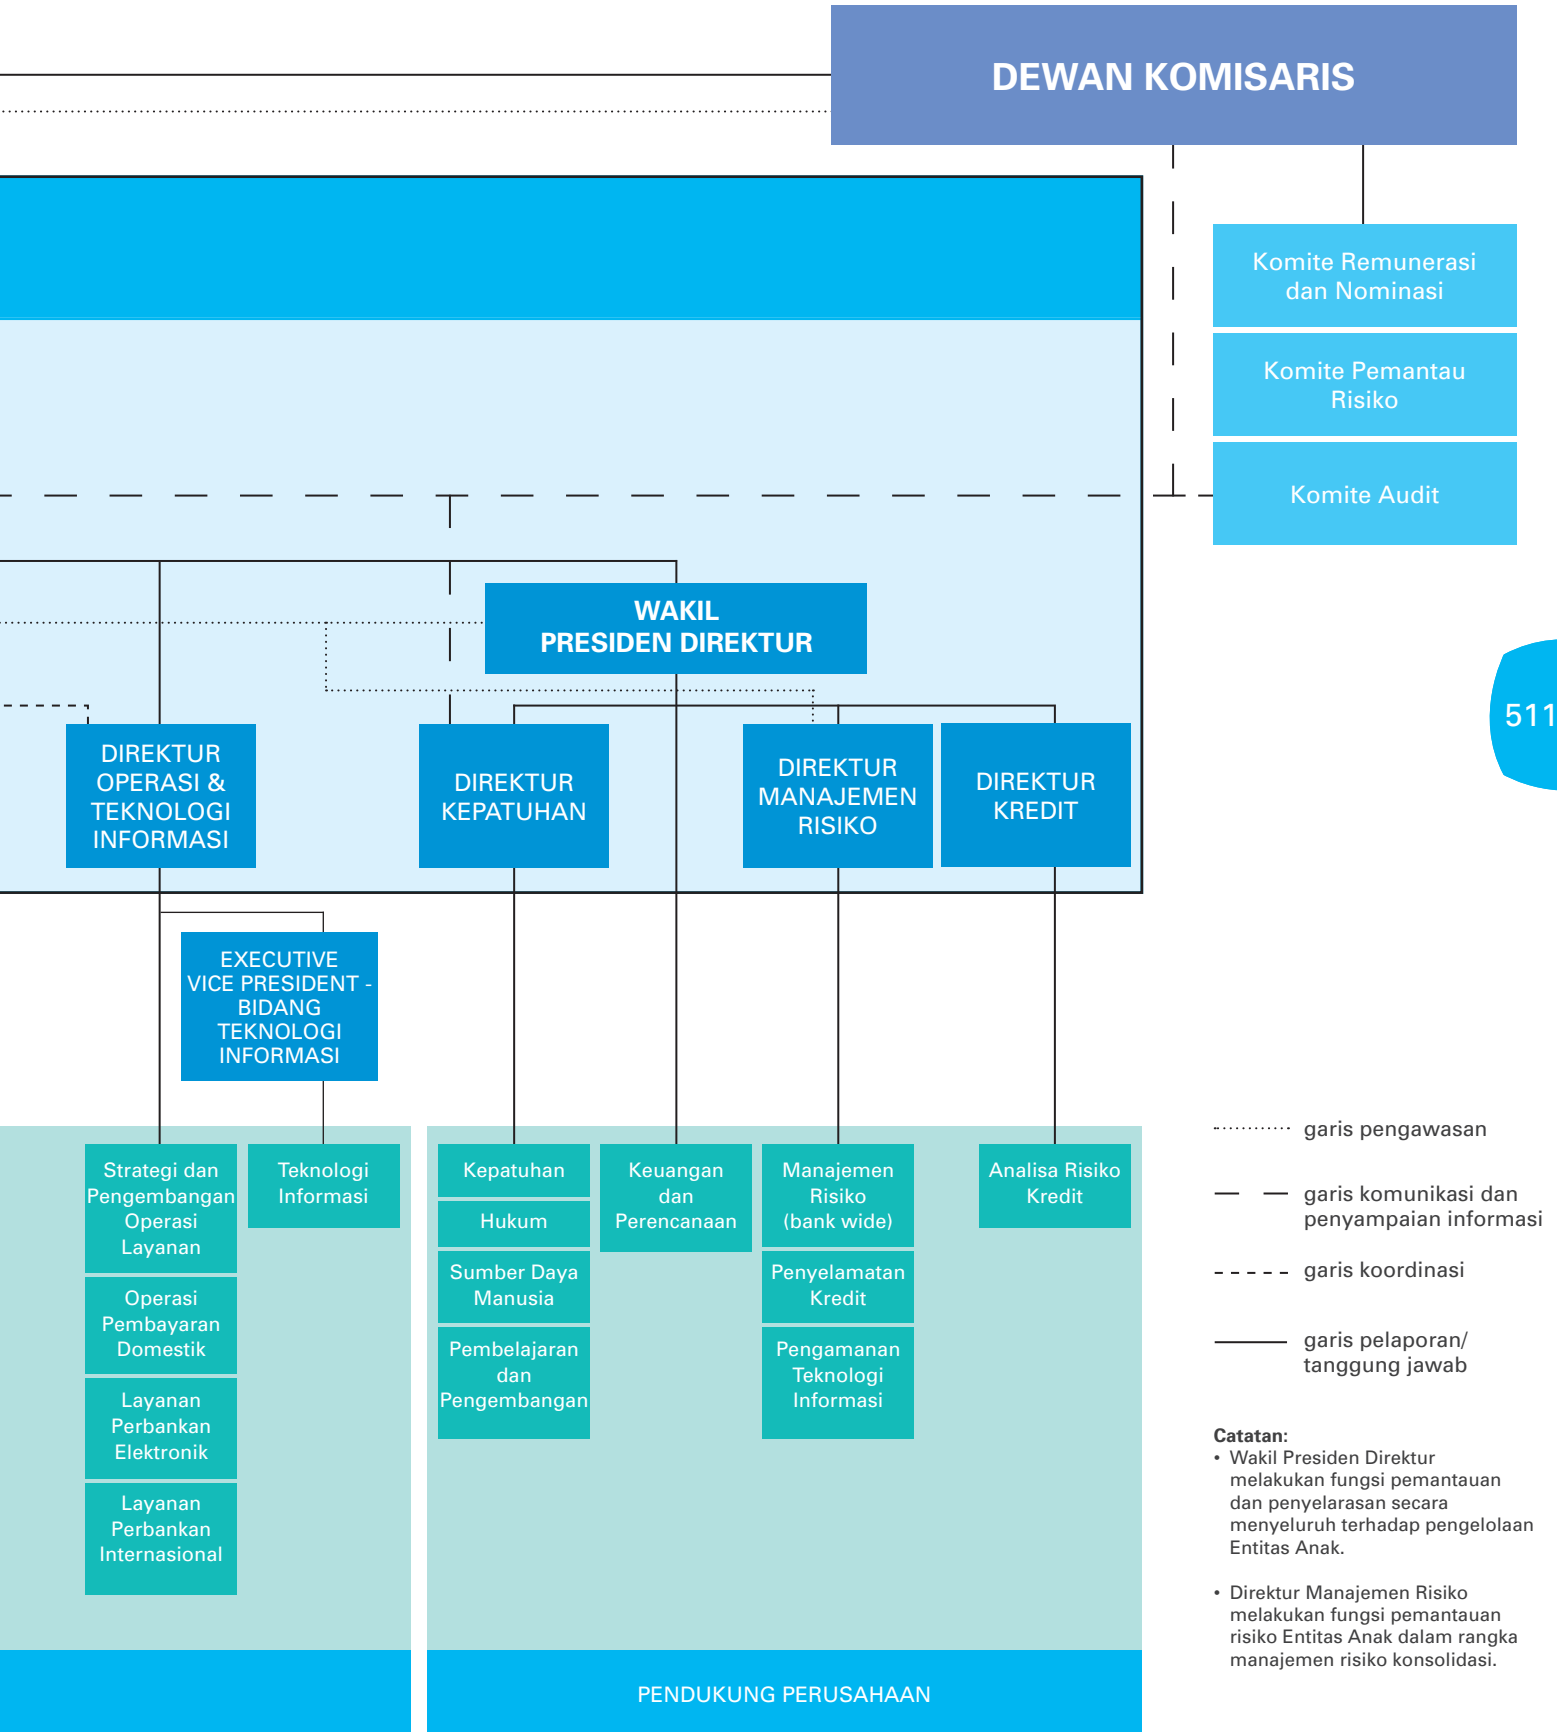 DEWAN KOMISARIS
Komite Remunerasi
dan Nominasi
Komite Pemantau
Risiko
Komite Audit
WAKIL
PRESIDEN DIREKTUR
511
DIREKTUR
OPERASI &
TEKNOLOGI
INFORMASI
DIREKTUR
KEPATUHAN
DIREKTUR
MANAJEMEN
RISIKO
DIREKTUR
KREDIT
EXECUTIVE
VICE PRESIDENT -
BIDANG
TEKNOLOGI
INFORMASI
Strategi dan
Pengembangan
Operasi
Layanan
Operasi
Pembayaran
Domestik
Layanan
Perbankan
Elektronik
Layanan
Perbankan
Internasional
Teknologi
Informasi
Kepatuhan
Hukum
Sumber Daya
Manusia
Pembelajaran
dan
Pengembangan
Keuangan
dan
Perencanaan
Manajemen
Risiko
(bank wide)
Penyelamatan
Kredit
Pengamanan
Teknologi
Informasi
Analisa Risiko
Kredit
PENDUKUNG PERUSAHAAN
garis pengawasan
garis komunikasi dan
penyampaian informasi
garis koordinasi
garis pelaporan/
tanggung jawab
Catatan:
• Wakil Presiden Direktur
melakukan fungsi pemantauan
dan penyelarasan secara
menyeluruh terhadap pengelolaan
Entitas Anak.
• Direktur Manajemen Risiko
melakukan fungsi pemantauan
risiko Entitas Anak dalam rangka
manajemen risiko konsolidasi.